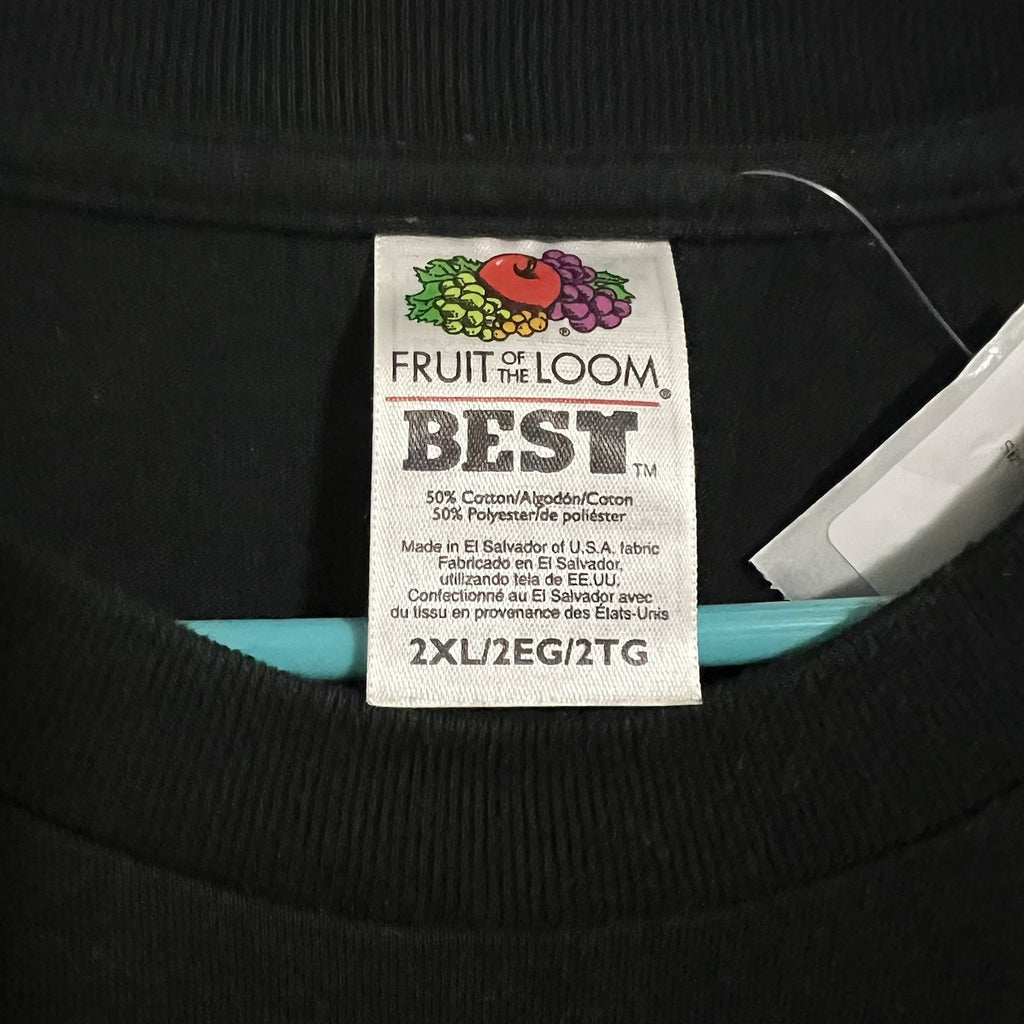 FRUIT OF THE LOOM®
BEST™
50% Cotton/Algodón/Coton
50% Polyester/de poliéster
Made in El Salvador of U.S.A. fabric
Fabricado en El Salvador,
utilizando tela de EE.UU.
Confectionné au El Salvador avec
du tissu en provenance des États-Unis
2XL/2EG/2TG